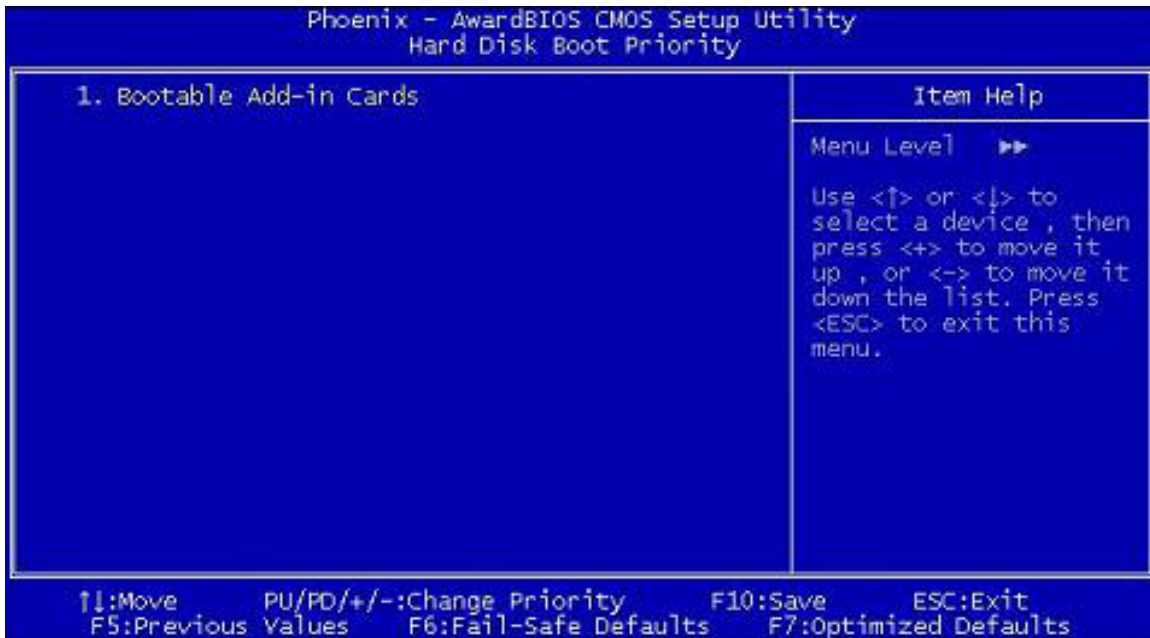 Phoenix - AwardBIOS CMOS Setup Utility
Hard Disk Boot Priority
1. Bootable Add-in Cards
Item Help
Menu Level ▶▶
Use <↑> or <↓> to
select a device , then
press <+> to move it
up , or <-> to move it
down the list. Press
<ESC> to exit this
menu.
↑↓:Move PU/PD/+/-:Change Priority F10:Save ESC:Exit
F5:Previous Values F6:Fail-Safe Defaults F7:Optimized Defaults